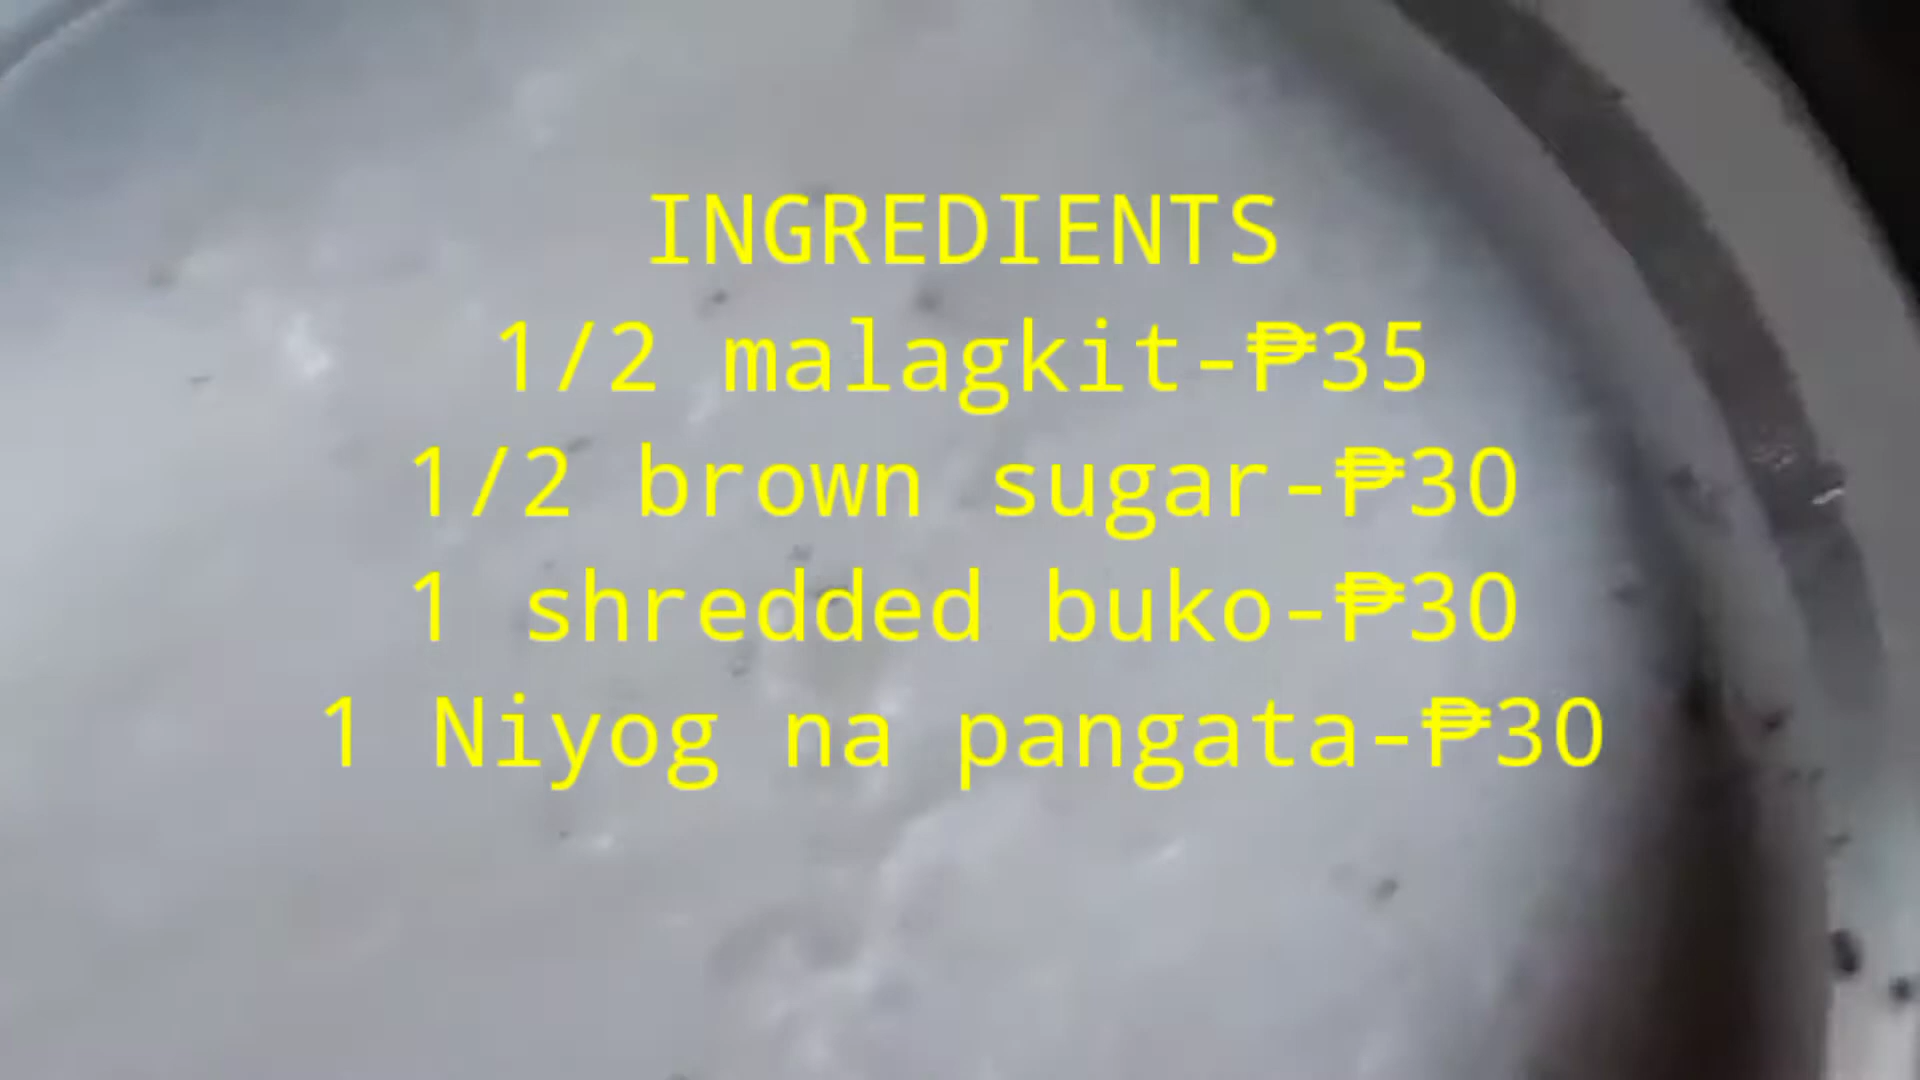 INGREDIENTS
1/2 malagkit-₱35
1/2 brown sugar-₱30
1 shredded buko-₱30
1 Niyog na pangata-₱30